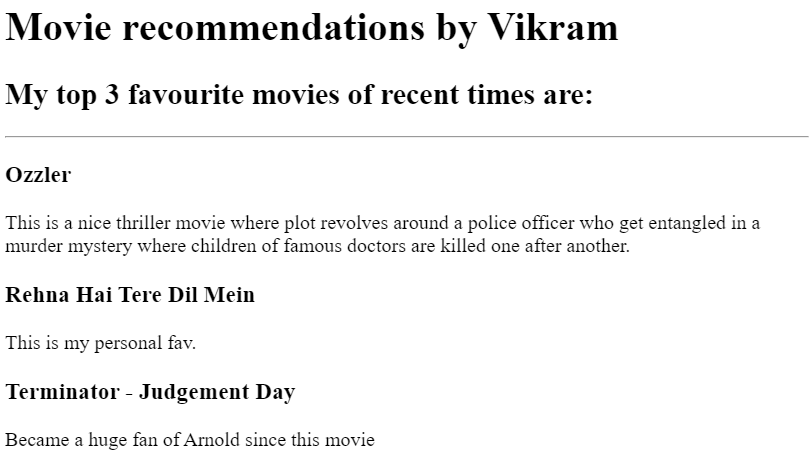 Movie recommendations by Vikram
My top 3 favourite movies of recent times are:
Ozzler
This is a nice thriller movie where plot revolves around a police officer who get entangled in a
murder mystery where children of famous doctors are killed one after another.
Rehna Hai Tere Dil Mein
This is my personal fav.
Terminator - Judgement Day
Became a huge fan of Arnold since this movie